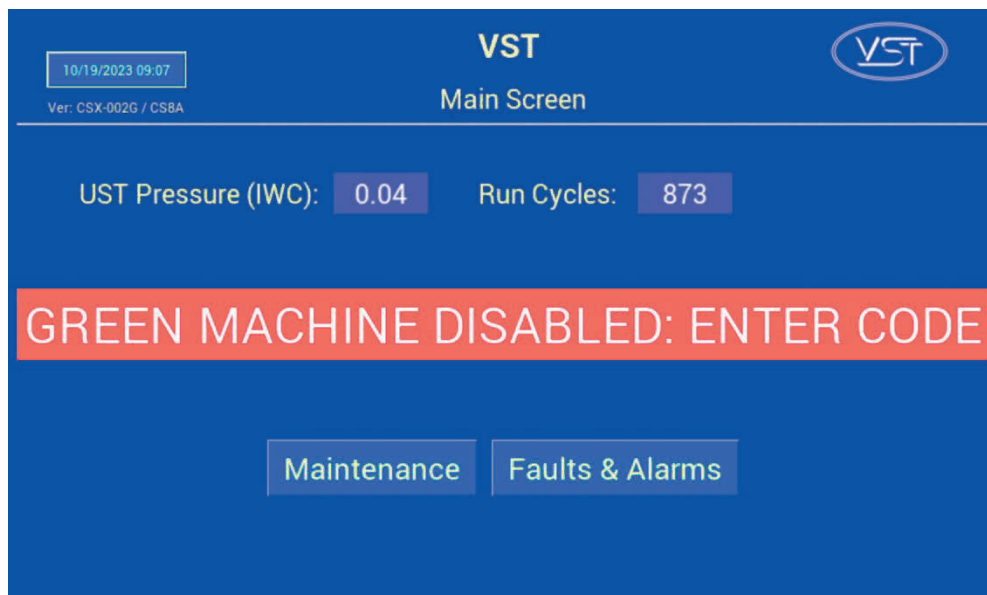 VST
VST
10/19/2023 09:07
Main Screen
Ver: CSX-002G / CS8A
UST Pressure (IWC): 0.04 Run Cycles: 873
GREEN MACHINE DISABLED: ENTER CODE
Maintenance Faults & Alarms